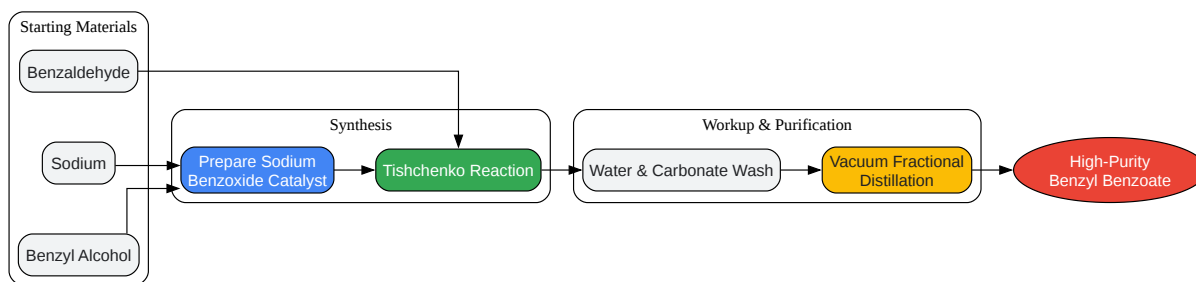 Starting Materials
Benzaldehyde
Sodium
Benzyl Alcohol
Synthesis
Prepare Sodium
Benzoxide Catalyst
Tishchenko Reaction
Workup & Purification
Water & Carbonate Wash
Vacuum Fractional
Distillation
High-Purity
Benzyl Benzoate